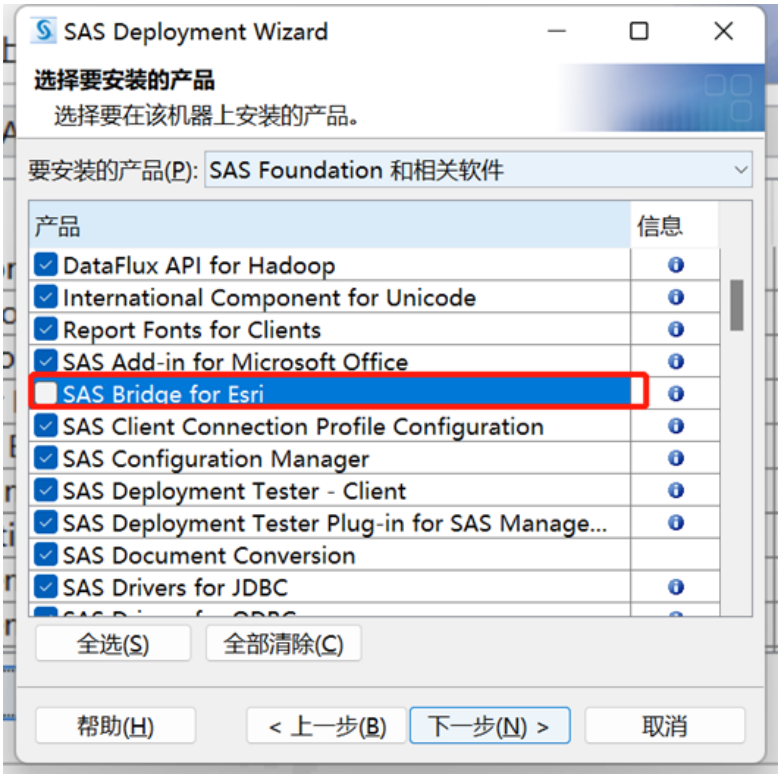 SAS Deployment Wizard
选择要安装的产品
选择要在该机器上安装的产品。
要安装的产品(P): SAS Foundation 和相关软件
产品 信息
DataFlux API for Hadoop
International Component for Unicode
Report Fonts for Clients
SAS Add-in for Microsoft Office
SAS Bridge for Esri
SAS Client Connection Profile Configuration
SAS Configuration Manager
SAS Deployment Tester - Client
SAS Deployment Tester Plug-in for SAS Manage...
SAS Document Conversion
SAS Drivers for JDBC
全选(S) 全部清除(C)
帮助(H) < 上一步(B) 下一步(N) > 取消